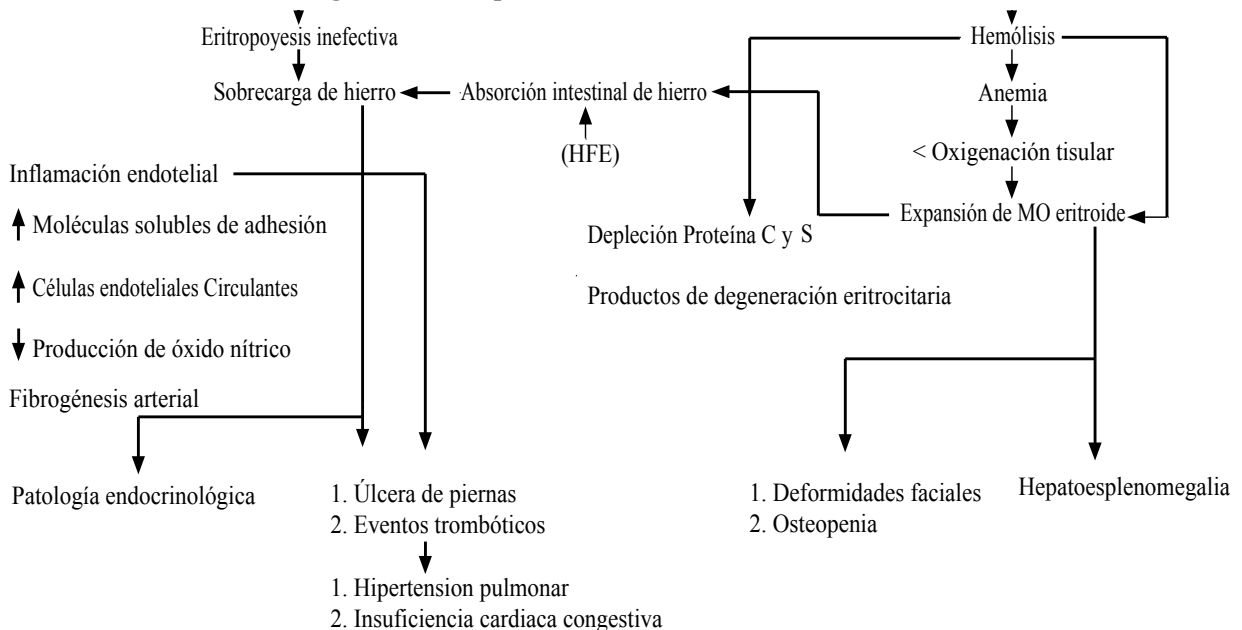 Eritropoyesis inefectiva
Hemólisis
Sobrecarga de hierro
Absorción intestinal de hierro
Anemia
(HFE)
< Oxigenación tisular
Inflamación endotelial
Expansión de MO eritroide
Moléculas solubles de adhesión
Depleción Proteína C y S
Células endoteliales Circulantes
Productos de degeneración eritrocitaria
Producción de óxido nítrico
Fibrogénesis arterial
Patología endocrinológica
1. Úlcera de piernas
2. Eventos trombóticos
1. Deformidades faciales
2. Osteopenia
Hepatoesplenomegalia
1. Hipertension pulmonar
2. Insuficiencia cardiaca congestiva